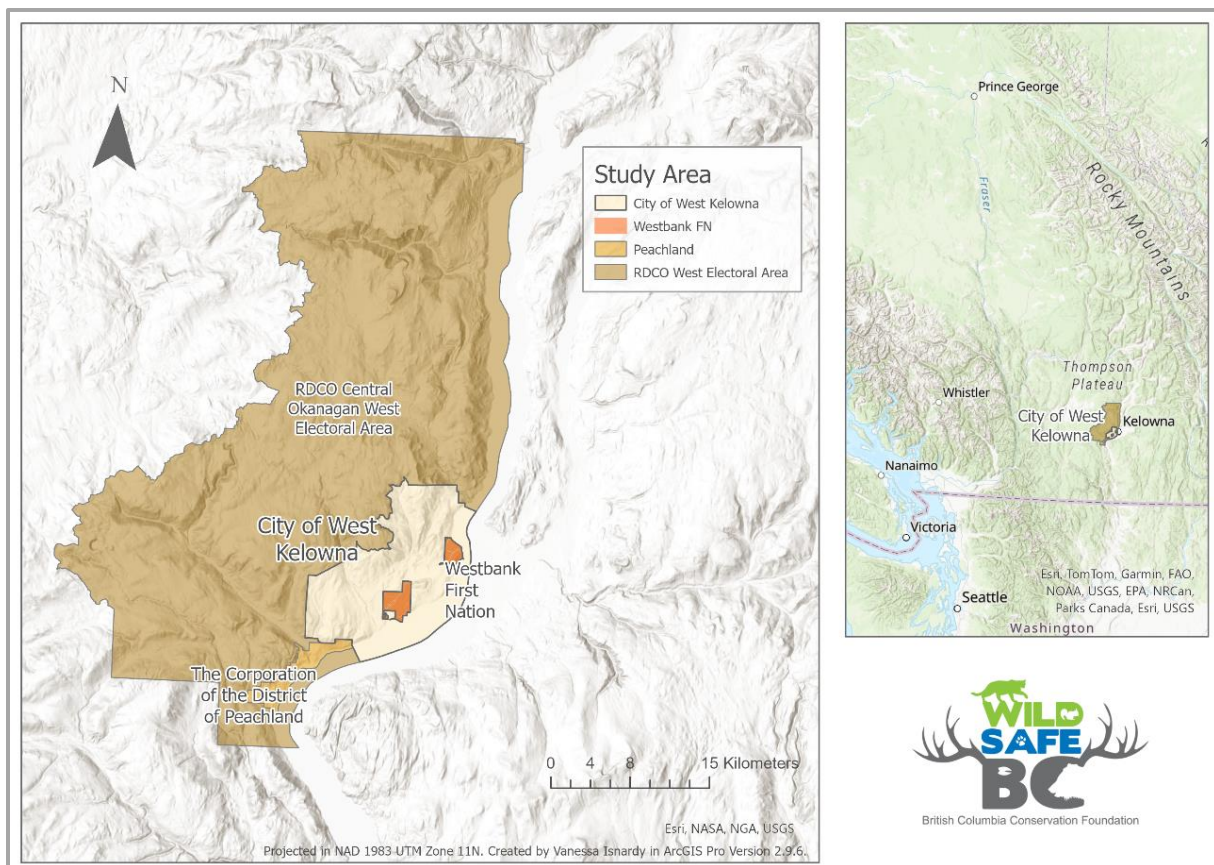 N
Study Area
City of West Kelowna
Westbank FN
Peachland
RDCO West Electoral Area
RDCO Central
Okanagan West
Electoral Area
City of West
Kelowna
Westbank
First
Nation
The Corporation
of the District
of Peachland
0 4 8 15 Kilometers
Esri, NASA, NGA, USGS
Projected in NAD 1983 UTM Zone 11N. Created by Vanessa Isnardy in ArcGIS Pro Version 2.9.6.
Prince George
Rocky Mountains
Fraser
Thompson
Plateau
Whistler
City of West
Kelowna
Kelowna
Nanaimo
Victoria
Seattle
Esri, TomTom, Garmin, FAO,
NOAA, USGS, EPA, NRCan,
Parks Canada, Esri, USGS
Washington
WILD
SAFE
BC
British Columbia Conservation Foundation